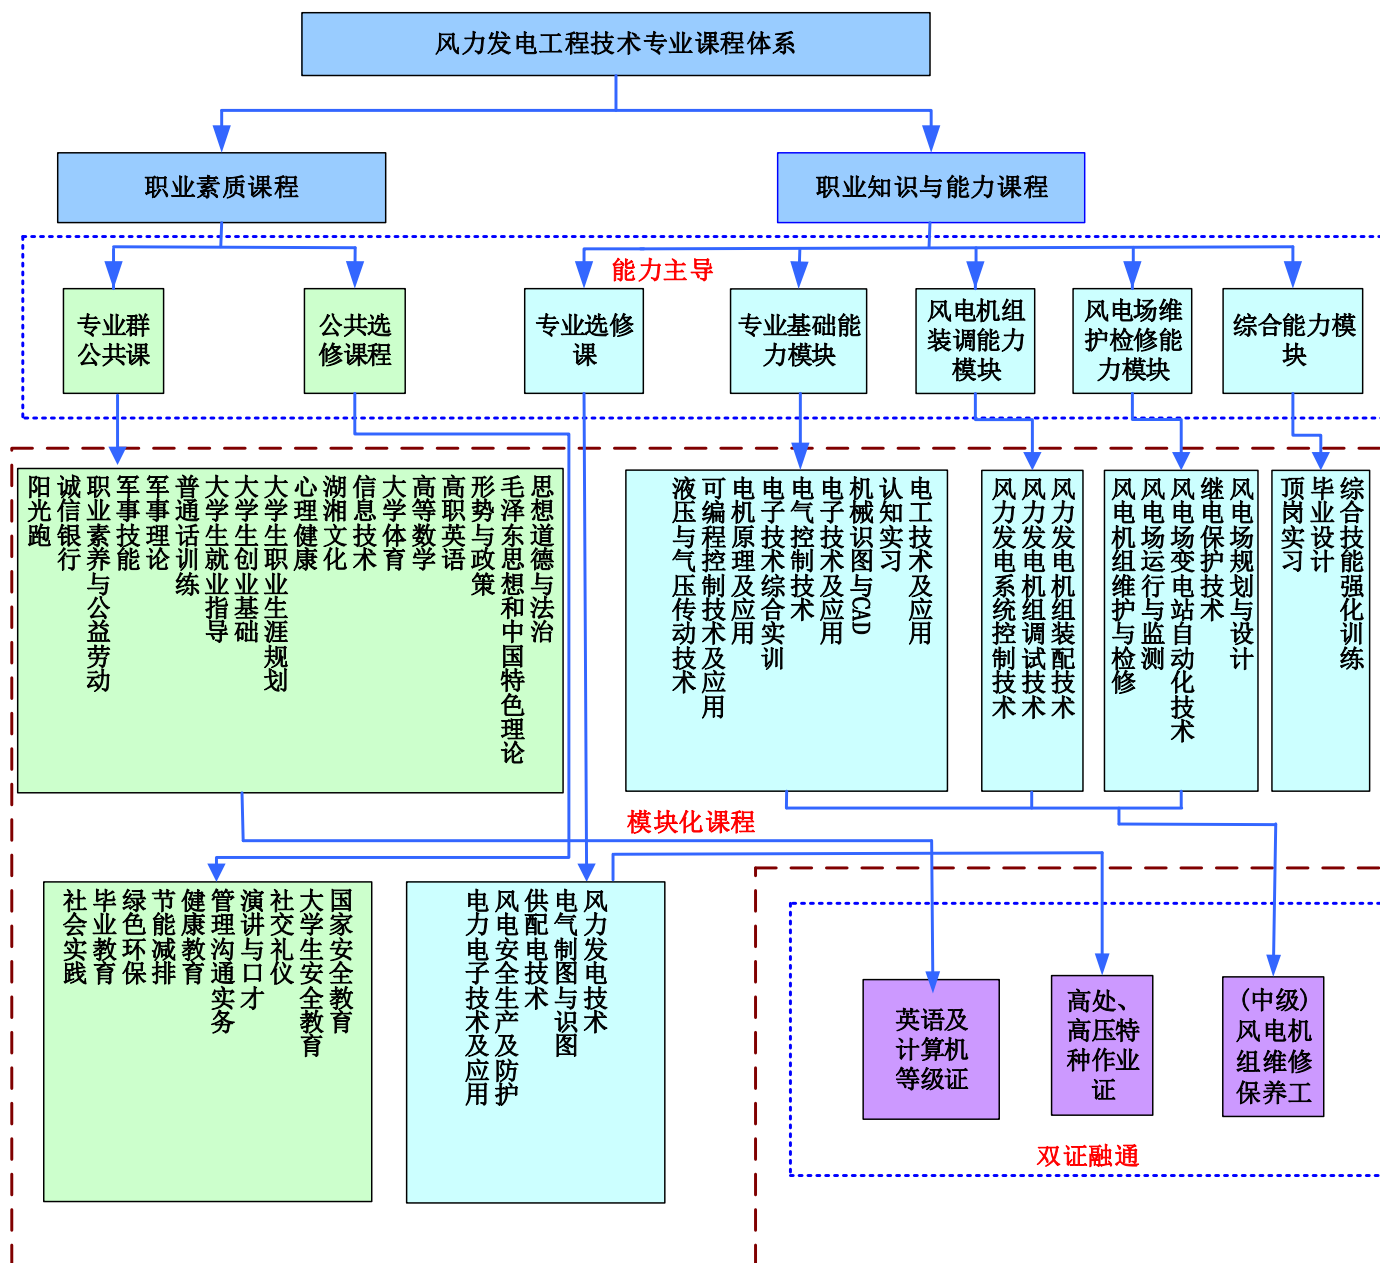 风力发电工程技术专业课程体系
职业素质课程
职业知识与能力课程
能力主导
专业群
公共课
公共选
修课程
专业选修
课
专业基础能
力模块
风电机组
装调能力
模块
风电场维
护检修能
力模块
综合能力模
块
思想道德与法治
毛泽东思想和中国特色理论
形势与政策
高职英语
高等数学
大学体育
信息技术
湖湘文化
心理健康
大学生职业生涯规划
大学生创业基础
大学生就业指导
普通话训练
军事理论
军事技能
职业素养与公益劳动
诚信银行
阳光跑
电工技术及应用
认知实习
机械识图与CAD
电子技术及应用
电气控制技术
电子技术综合实训
电机原理及应用
可编程控制技术及应用
液压与气压传动技术
风力发电机组装配技术
风力发电机组调试技术
风力发电系统控制技术
风电场规划与设计
继电保护技术
风电场变电站自动化技术
风电场运行与监测
风电机组维护与检修
综合技能强化训练
毕业设计
顶岗实习
模块化课程
国家安全教育
大学生安全教育
社交礼仪
演讲与口才
管理沟通实务
健康教育
节能减排
绿色环保
毕业教育
社会实践
风力发电技术
电气制图与识图
供配电技术
风电安全生产及防护
电力电子技术及应用
英语及
计算机
等级证
高处、
高压特
种作业
证
(中级)
风电机
组维修
保养工
双证融通